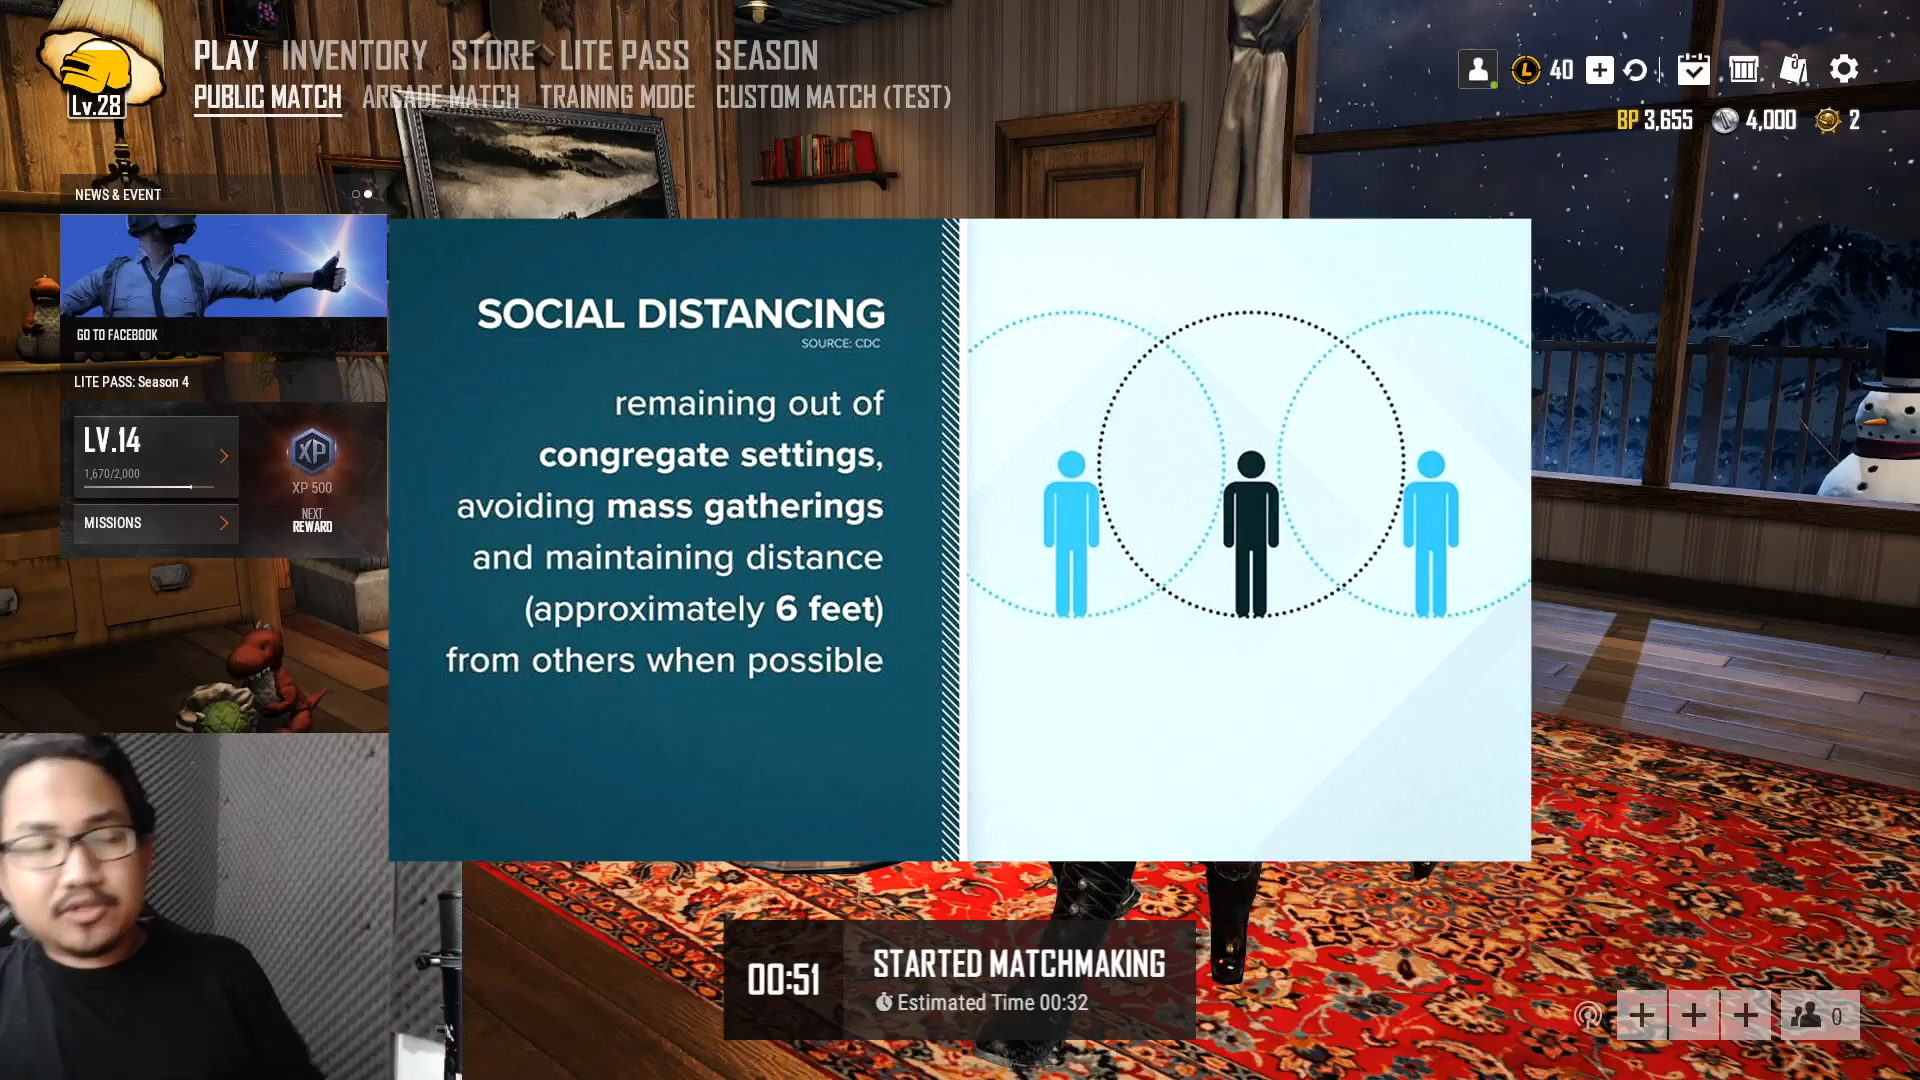 PLAY INVENTORY STORE LITE PASS SEASON
PUBLIC MATCH ARCADE MATCH TRAINING MODE CUSTOM MATCH (TEST)
Lv.28
L 40
BP 3,655 4,000 2
NEWS & EVENT
GO TO FACEBOOK
LITE PASS: Season 4
LV.14
1,670/2,000
MISSIONS
XP
XP 500
NEXT
REWARD
SOCIAL DISTANCING
SOURCE: CDC
remaining out of
congregate settings,
avoiding mass gatherings
and maintaining distance
(approximately 6 feet)
from others when possible
00:51
STARTED MATCHMAKING
Estimated Time 00:32
0